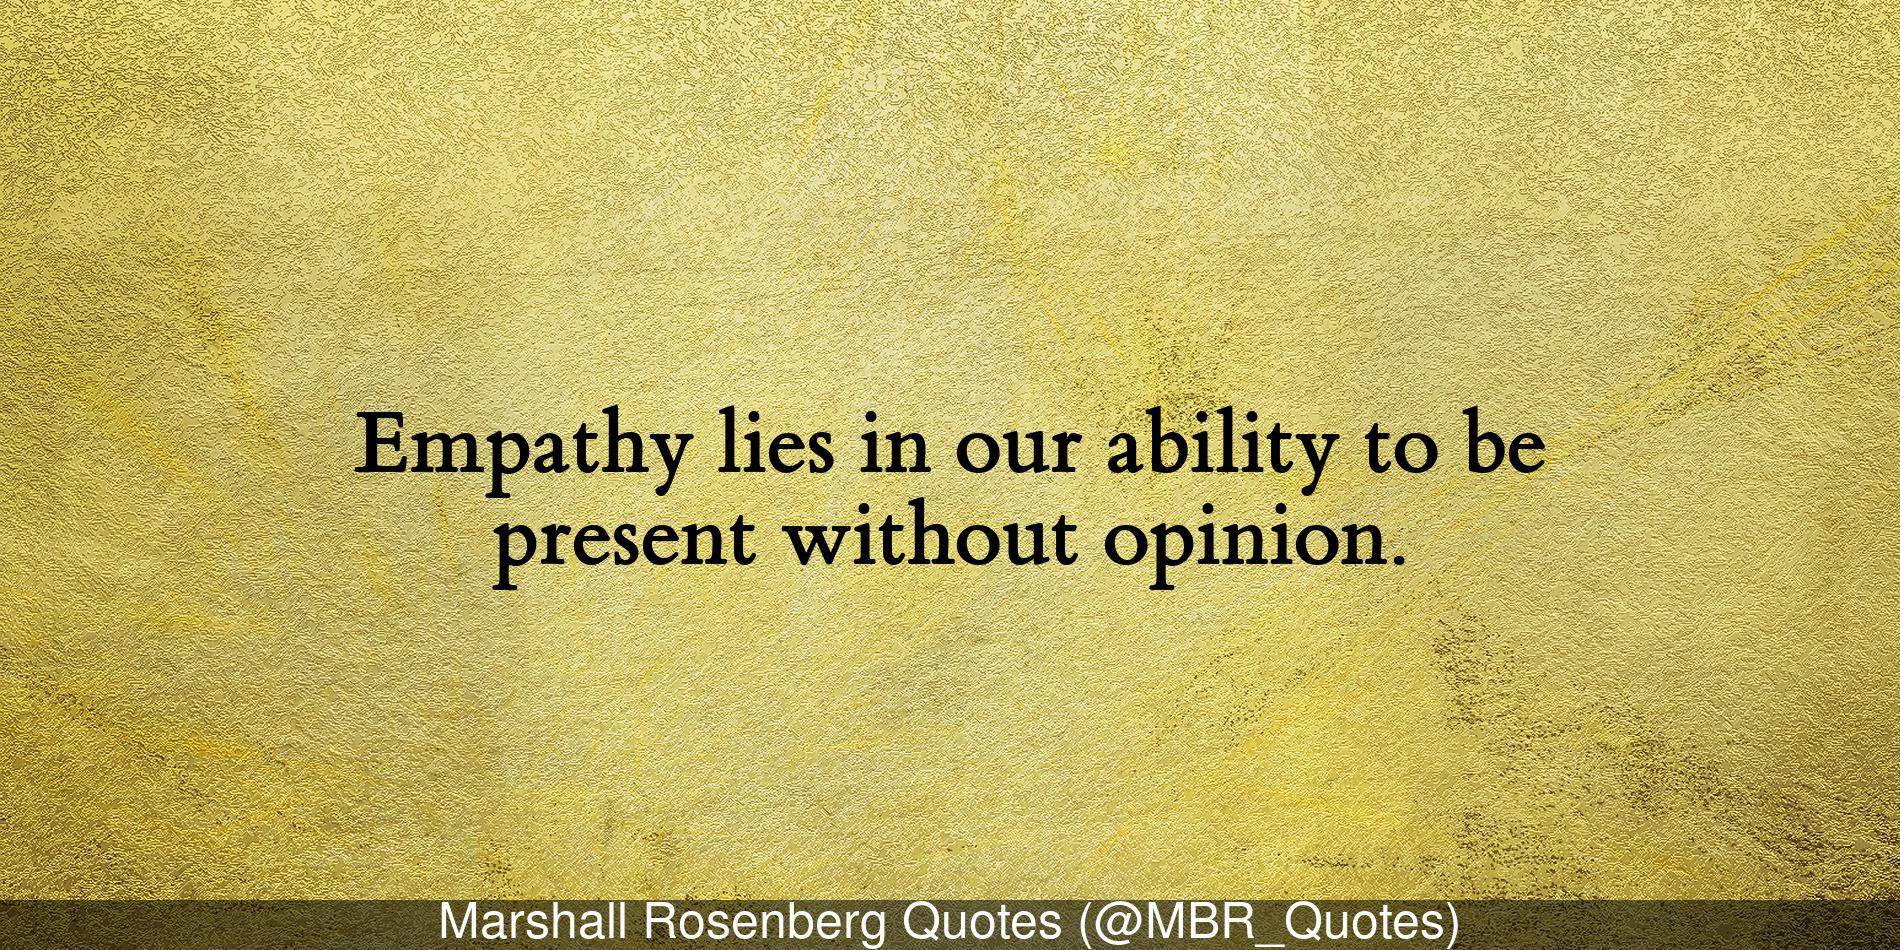 Empathy lies in our ability to be
present without opinion.
Marshall Rosenberg Quotes (@MBR_Quotes)